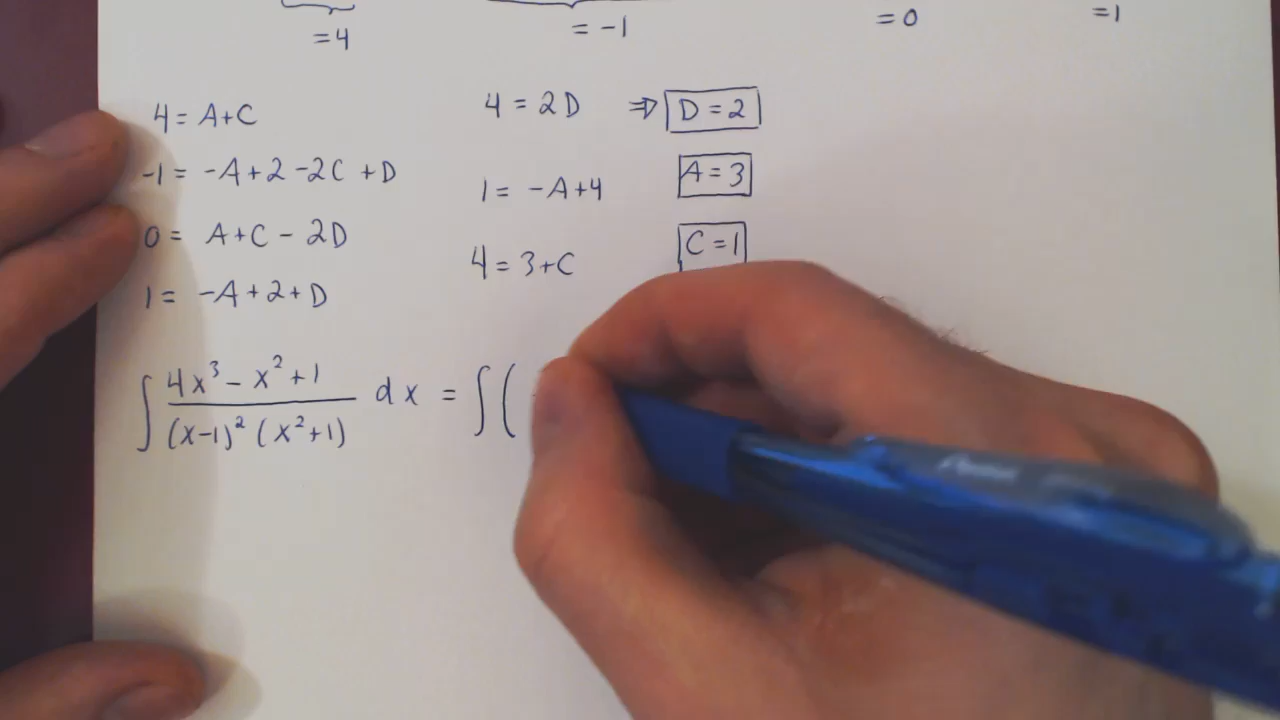 =4 = -1 = 0 =1
4 = A+C 4 = 2D ⇒ D = 2
-1 = -A+2-2C+D A = 3
1 = -A+4
0 = A+C-2D C = 1
4 = 3+C
1 = -A+2+D
∫ (4x³ - x² + 1)/((x-1)² (x²+1)) dx = ∫ (